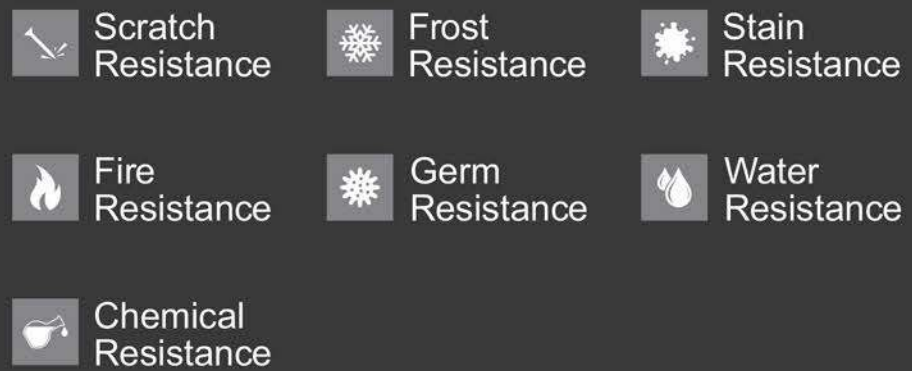 Scratch
Resistance
Frost
Resistance
Stain
Resistance
Fire
Resistance
Germ
Resistance
Water
Resistance
Chemical
Resistance